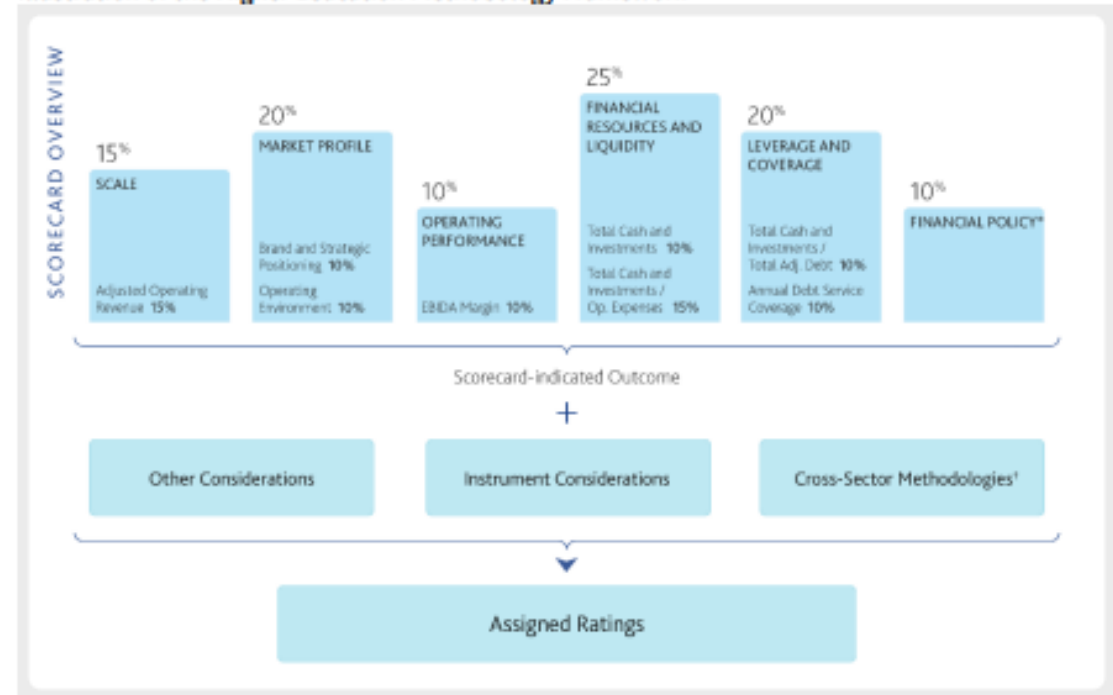 SCORECARD OVERVIEW
15%
SCALE
Adjusted Operating
Revenue 15%
20%
MARKET PROFILE
Brand and Strategic
Positioning 10%
Operating
Environment 10%
10%
OPERATING
PERFORMANCE
EBIDA Margin 10%
25%
FINANCIAL
RESOURCES AND
LIQUIDITY
Total Cash and
Investments 10%
Total Cash and
Investments /
Op. Expenses 15%
20%
LEVERAGE AND
COVERAGE
Total Cash and
Investments /
Total Adj. Debt 10%
Annual Debt Service
Coverage 10%
10%
FINANCIAL POLICY*
Scorecard-indicated Outcome
+
Other Considerations
Instrument Considerations
Cross-Sector Methodologies†
Assigned Ratings